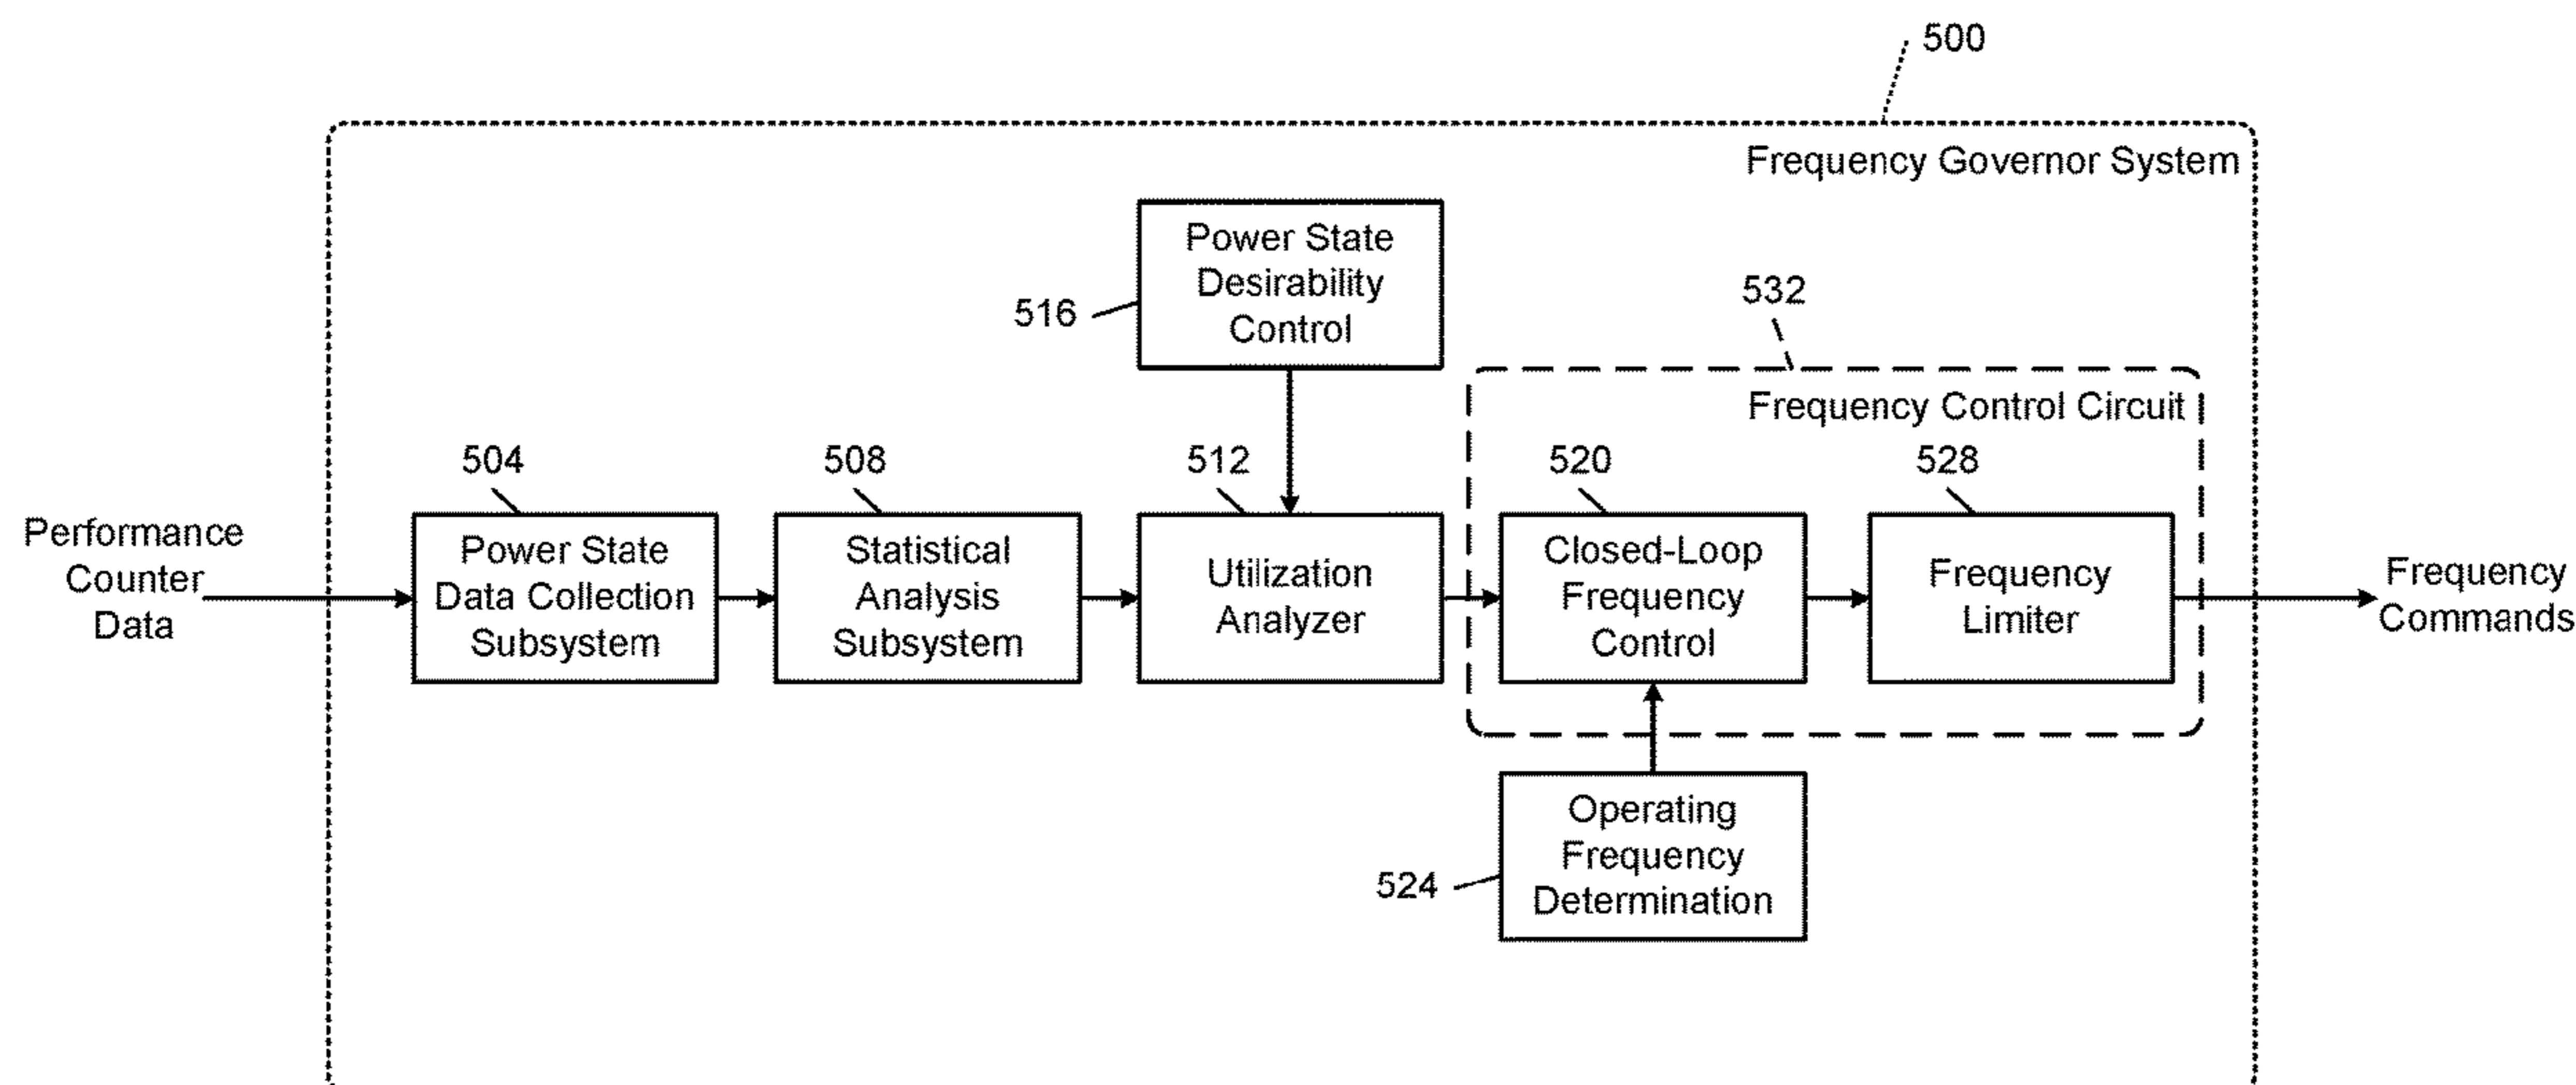 500
Frequency Governor System
Power State
Desirability
Control
516
532
Frequency Control Circuit
504
508
512
520
528
Performance
Counter
Data
Power State
Data Collection
Subsystem
Statistical
Analysis
Subsystem
Utilization
Analyzer
Closed-Loop
Frequency
Control
Frequency
Limiter
Frequency
Commands
Operating
Frequency
Determination
524